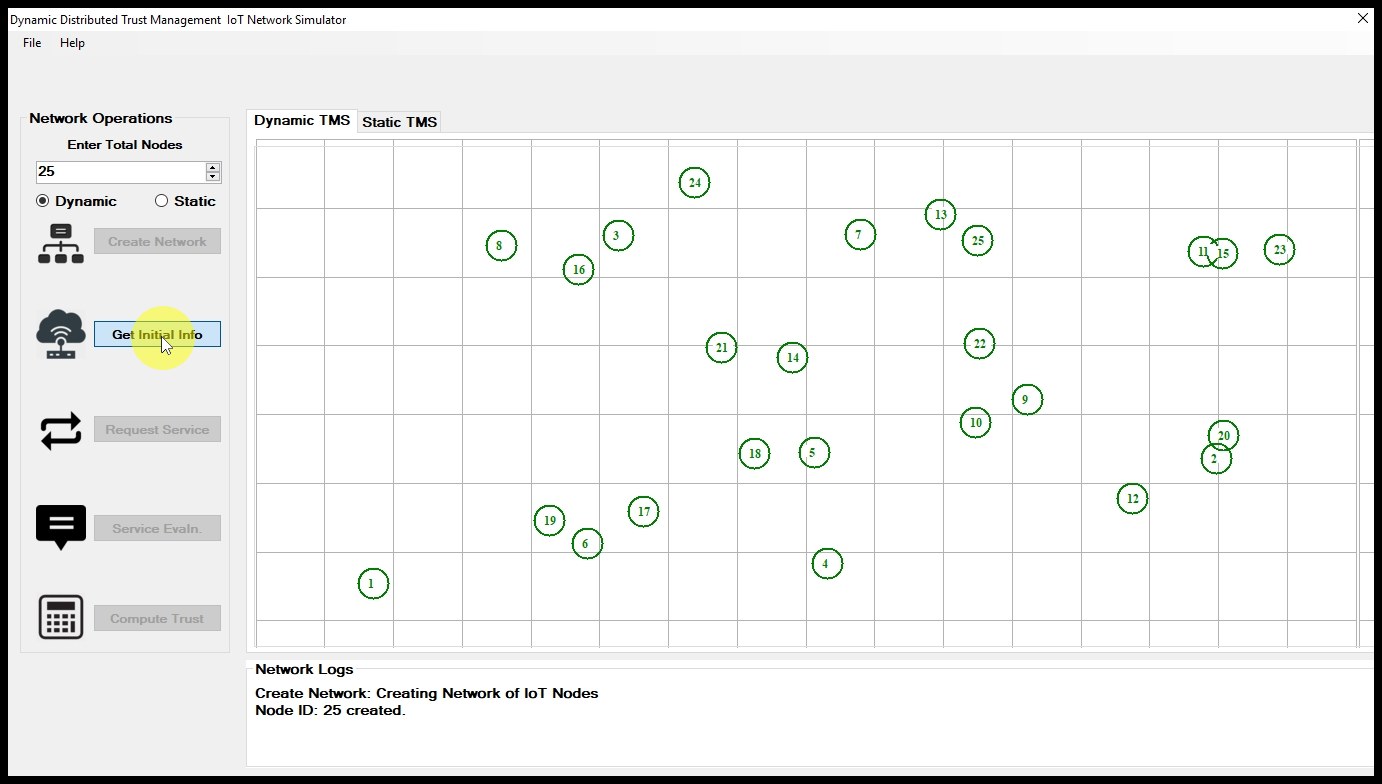 Dynamic Distributed Trust Management IoT Network Simulator
File Help
Network Operations
Enter Total Nodes
25
Dynamic Static
Create Network
Get Initial Info
Request Service
Service Evaln.
Compute Trust
Dynamic TMS Static TMS
24
13
3
7
25
8
11
15
23
16
21
14
22
9
10
20
18
5
2
12
17
19
6
4
1
Network Logs
Create Network: Creating Network of IoT Nodes
Node ID: 25 created.